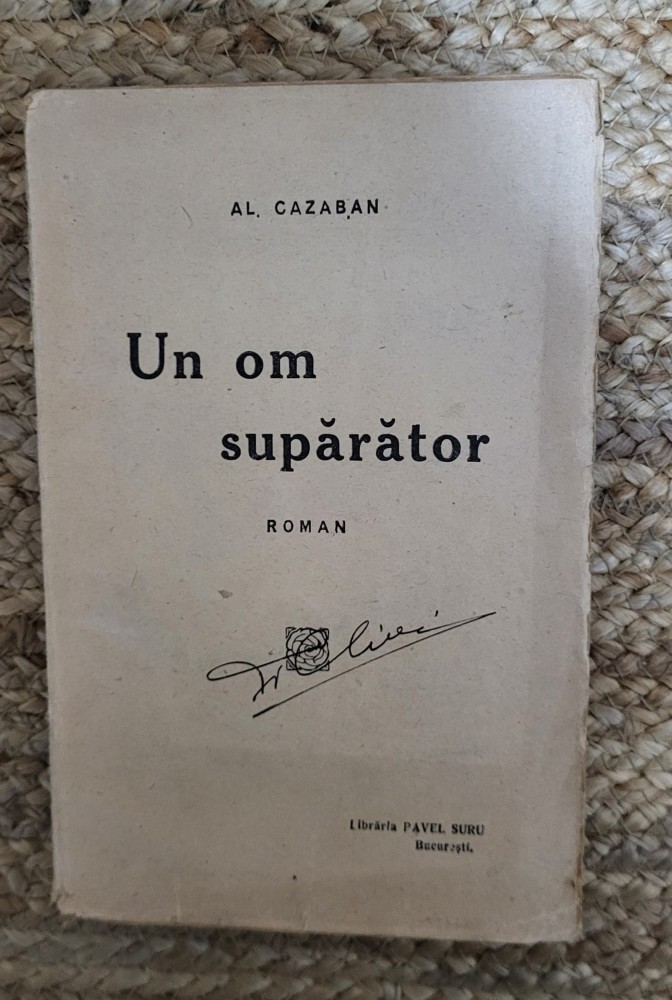 AL. CAZABAN
Un om
supărător
ROMAN
Librăria PAVEL SURU
București.